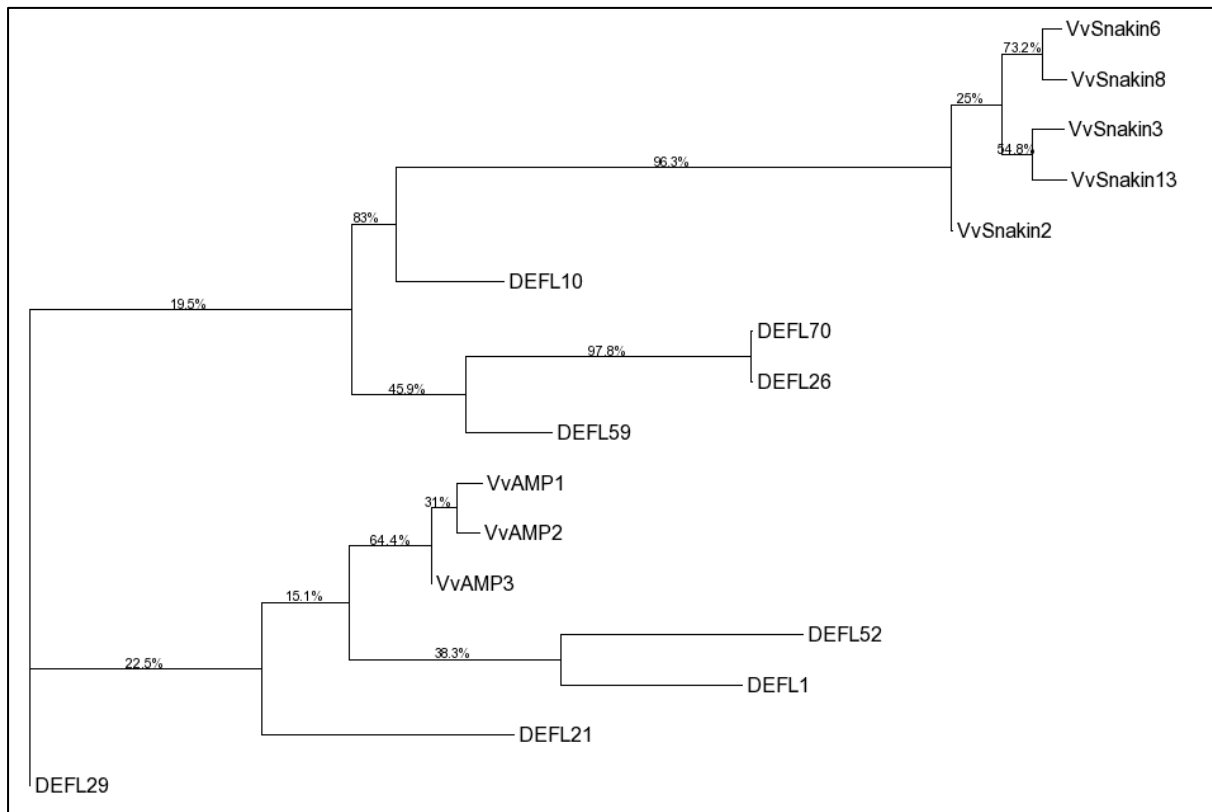 VvSnakin6
73.2%
VvSnakin8
25%
VvSnakin3
54.8%
96.3%
VvSnakin13
83%
VvSnakin2
DEFL10
19.5%
DEFL70
97.8%
DEFL26
45.9%
DEFL59
VvAMP1
31%
VvAMP2
64.4%
VvAMP3
15.1%
DEFL52
38.3%
22.5%
DEFL1
DEFL21
DEFL29